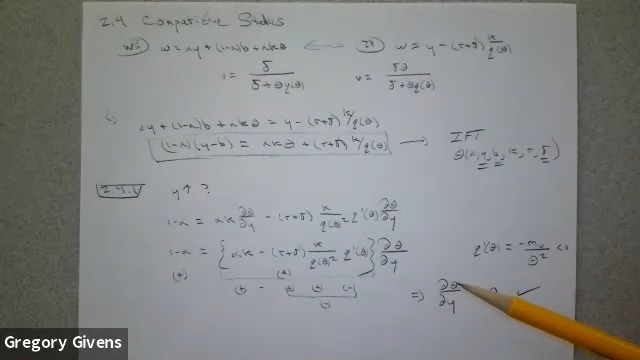 2.4 Comparative Statics
WS) w = αy + (1-α)b + ακθ ⟷ JC) w = y - (r+δ) κ/q(θ)
u = δ/(δ+θq(θ)) v = δθ/(δ+θq(θ))
↳ αy + (1-α)b + ακθ = y - (r+δ) κ/q(θ)
(1-α)(y-b) = ακθ + (r+δ) κ/q(θ) → IFT
θ(α, y, b, κ, r, δ)
2.4.1 y↑ ?
1-α = ακ ∂θ/∂y - (r+δ) κ/q(θ)² q'(θ) ∂θ/∂y
1-α = {ακ - (r+δ) κ/q(θ)² q'(θ)} ∂θ/∂y q'(θ) = -m_u/θ² < 0
(+) (+)
(+) - (+) (+) (-) ⇒ ∂θ/∂y ✓
(-)
Gregory Givens